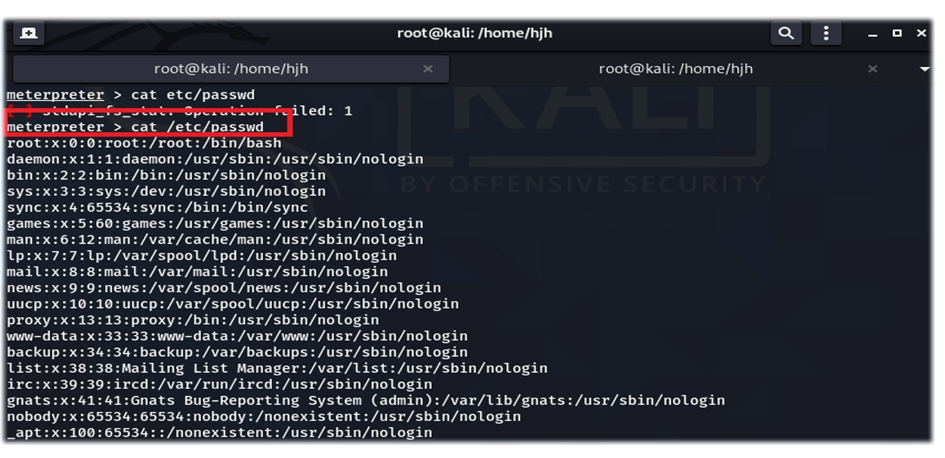 root@kali: /home/hjh
root@kali: /home/hjh
root@kali: /home/hjh
KALI
BY OFFENSIVE SECURITY
meterpreter > cat etc/passwd
[-] stdapi_fs_stat: Operation failed: 1
meterpreter > cat /etc/passwd
root:x:0:0:root:/root:/bin/bash
daemon:x:1:1:daemon:/usr/sbin:/usr/sbin/nologin
bin:x:2:2:bin:/bin:/usr/sbin/nologin
sys:x:3:3:sys:/dev:/usr/sbin/nologin
sync:x:4:65534:sync:/bin:/bin/sync
games:x:5:60:games:/usr/games:/usr/sbin/nologin
man:x:6:12:man:/var/cache/man:/usr/sbin/nologin
lp:x:7:7:lp:/var/spool/lpd:/usr/sbin/nologin
mail:x:8:8:mail:/var/mail:/usr/sbin/nologin
news:x:9:9:news:/var/spool/news:/usr/sbin/nologin
uucp:x:10:10:uucp:/var/spool/uucp:/usr/sbin/nologin
proxy:x:13:13:proxy:/bin:/usr/sbin/nologin
www-data:x:33:33:www-data:/var/www:/usr/sbin/nologin
backup:x:34:34:backup:/var/backups:/usr/sbin/nologin
list:x:38:38:Mailing List Manager:/var/list:/usr/sbin/nologin
irc:x:39:39:ircd:/var/run/ircd:/usr/sbin/nologin
gnats:x:41:41:Gnats Bug-Reporting System (admin):/var/lib/gnats:/usr/sbin/nologin
nobody:x:65534:65534:nobody:/nonexistent:/usr/sbin/nologin
_apt:x:100:65534::/nonexistent:/usr/sbin/nologin